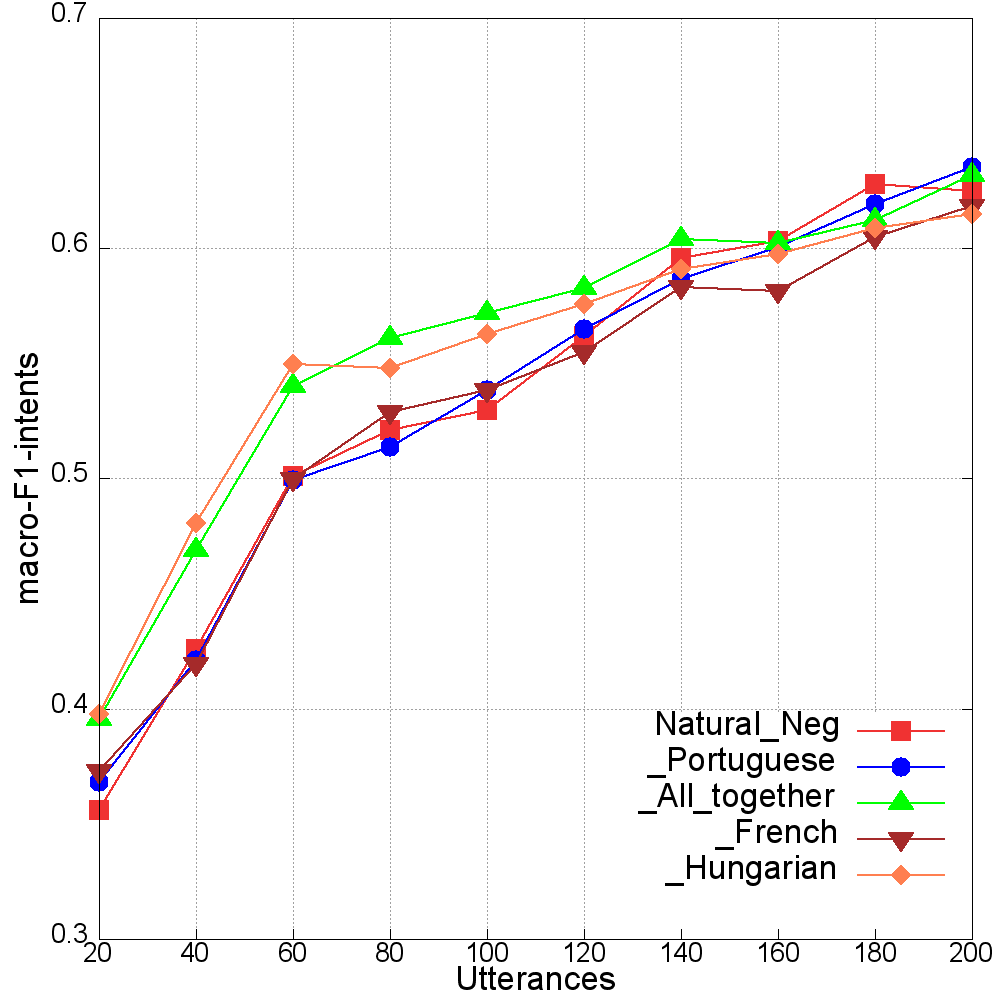 0.7
0.6
0.5
0.4
0.3
macro-F1-intents
Natural_Neg
_Portuguese
_All_together
_French
_Hungarian
20 40 60 80 100 120 140 160 180 200
Utterances